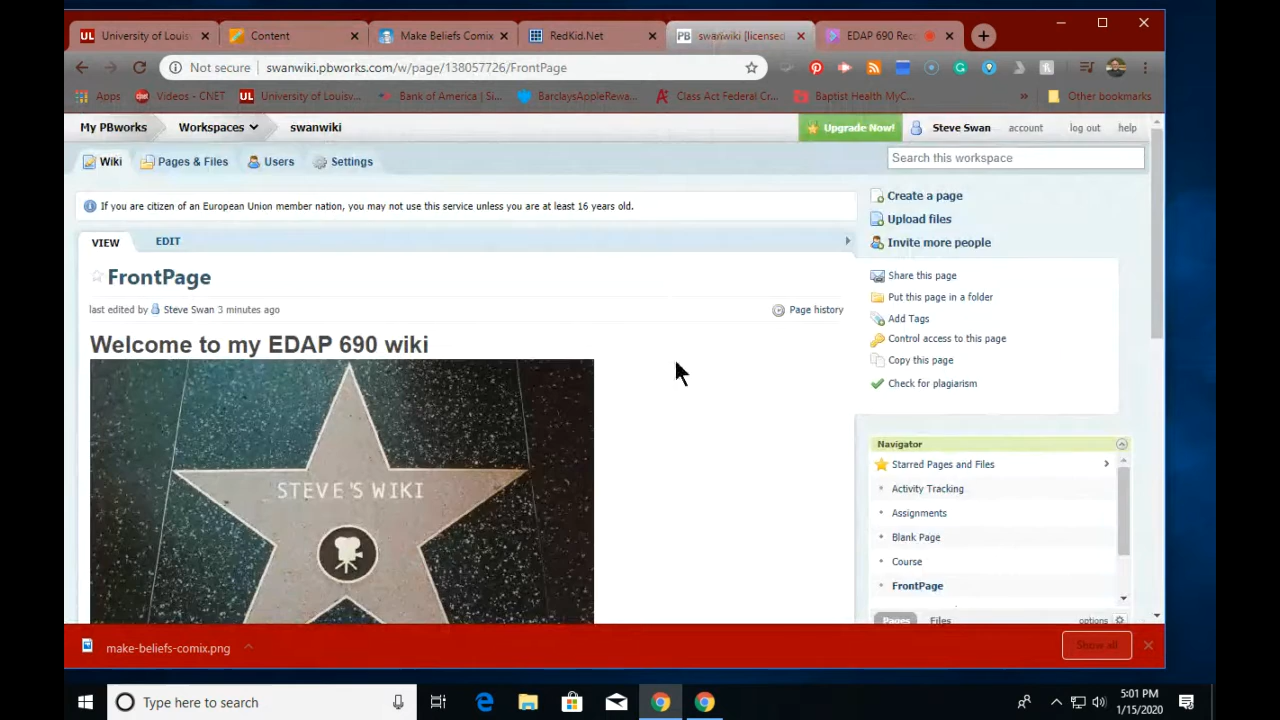 University of Louis
Content
Make Beliefs Comix
RedKid.Net
swanwiki [licensed
EDAP 690 Rec
Not secure
swanwiki.pbworks.com/w/page/138057726/FrontPage
Apps
Videos - CNET
University of Louisv...
Bank of America | Si...
BarclaysAppleRewa...
Class Act Federal Cr...
Baptist Health MyC...
»
Other bookmarks
My PBworks
Workspaces
swanwiki
Upgrade Now!
Steve Swan
account
log out
help
Wiki
Pages & Files
Users
Settings
Search this workspace
If you are citizen of an European Union member nation, you may not use this service unless you are at least 16 years old.
VIEW
EDIT
FrontPage
last edited by Steve Swan 3 minutes ago
Page history
Welcome to my EDAP 690 wiki
STEVE'S WIKI
Create a page
Upload files
Invite more people
Share this page
Put this page in a folder
Add Tags
Control access to this page
Copy this page
Check for plagiarism
Navigator
Starred Pages and Files
Activity Tracking
Assignments
Blank Page
Course
FrontPage
Pages
Files
options
make-beliefs-comix.png
Show all
Type here to search
5:01 PM
1/15/2020